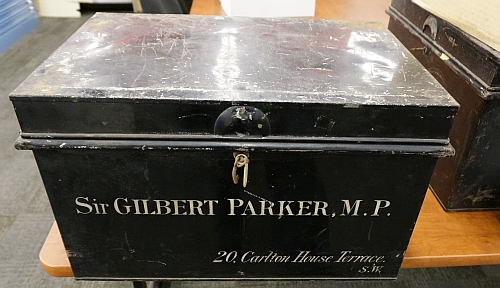 Sir GILBERT PARKER, M.P.
20, Carlton House Terrace.
S.W.